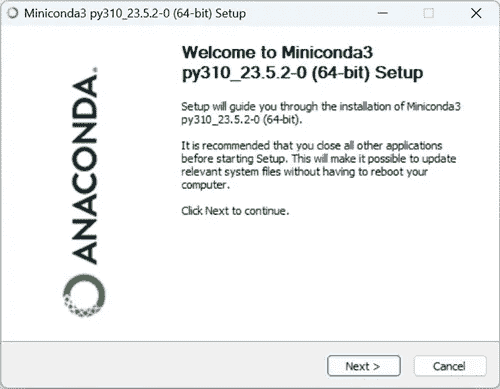 Miniconda3 py310_23.5.2-0 (64-bit) Setup
Welcome to Miniconda3
py310_23.5.2-0 (64-bit) Setup
Setup will guide you through the installation of Miniconda3
py310_23.5.2-0 (64-bit).
It is recommended that you close all other applications
before starting Setup. This will make it possible to update
relevant system files without having to reboot your
computer.
Click Next to continue.
ANACONDA.
Next >
Cancel